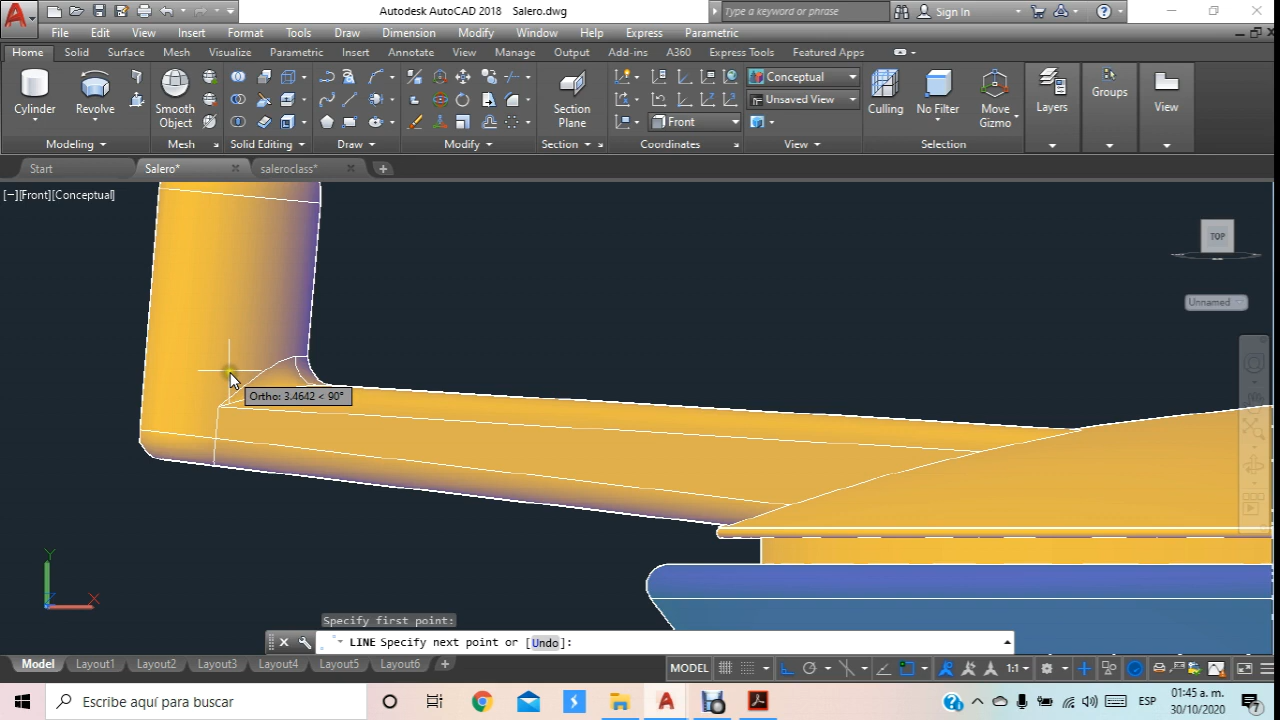 Autodesk AutoCAD 2018 Salero.dwg
Type a keyword or phrase
Sign In
File Edit View Insert Format Tools Draw Dimension Modify Window Help Express Parametric
Home Solid Surface Mesh Visualize Parametric Insert Annotate View Manage Output Add-ins A360 Express Tools Featured Apps
Cylinder
Revolve
Smooth
Object
Section
Plane
Conceptual
Unsaved View
Front
Culling
No Filter
Move
Gizmo
Layers
Groups
View
Modeling
Mesh
Solid Editing
Draw
Modify
Section
Coordinates
View
Selection
Start
Salero*
saleroclass*
[−][Front][Conceptual]
TOP
Unnamed
Ortho: 3.4642 < 90°
Y
X
Specify first point:
LINE Specify next point or [Undo]:
Model Layout1 Layout2 Layout3 Layout4 Layout5 Layout6
MODEL
1:1
Escribe aquí para buscar
ESP
01:45 a. m.
30/10/2020
7